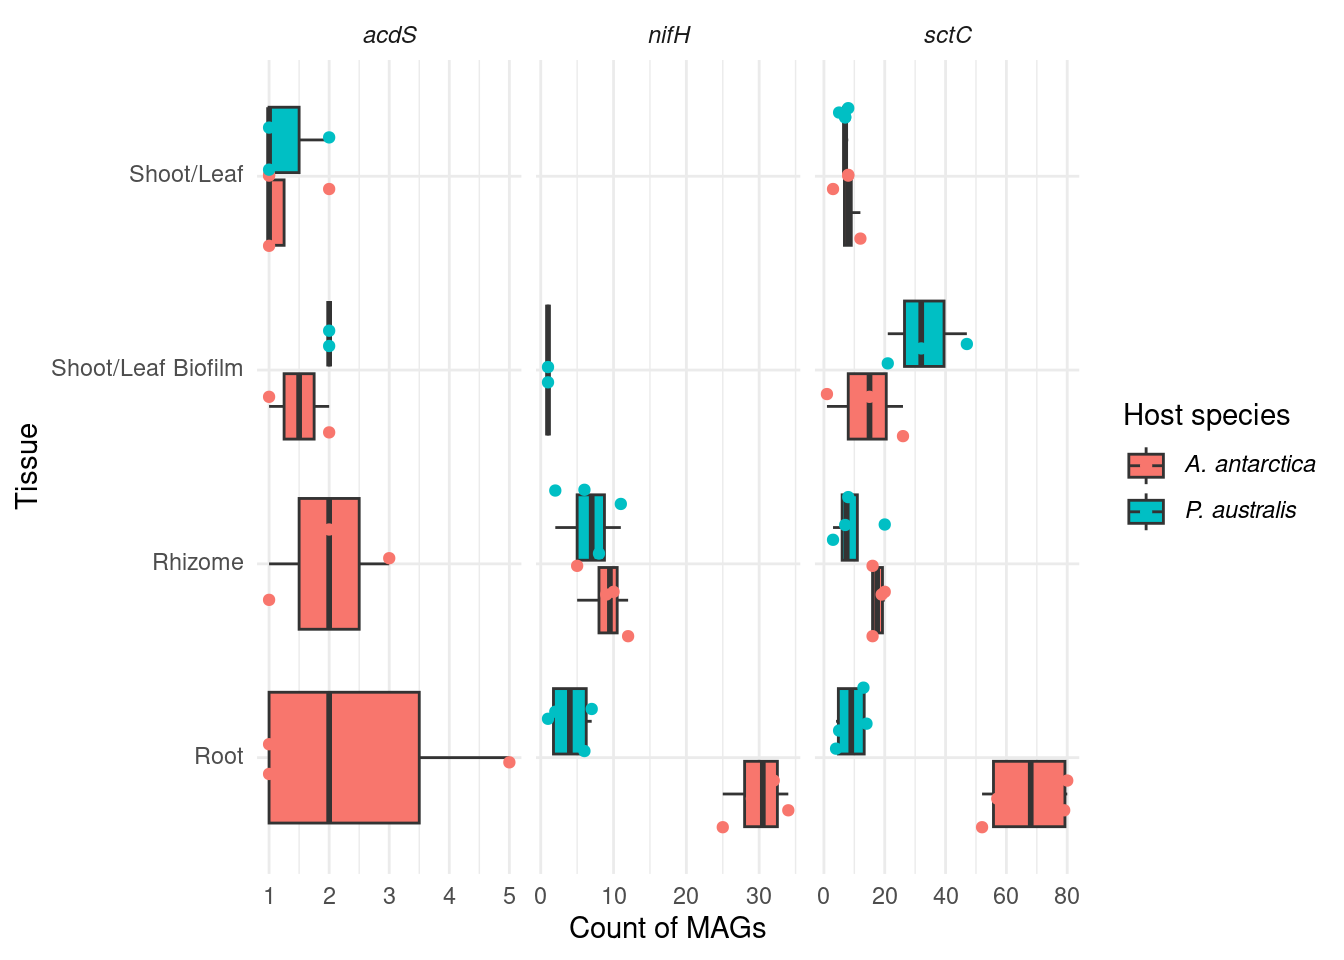 acdS nifH sctC
Shoot/Leaf
Shoot/Leaf Biofilm
Rhizome
Root
Tissue
1 2 3 4 5 0 10 20 30 0 20 40 60 80
Count of MAGs
Host species
A. antarctica
P. australis